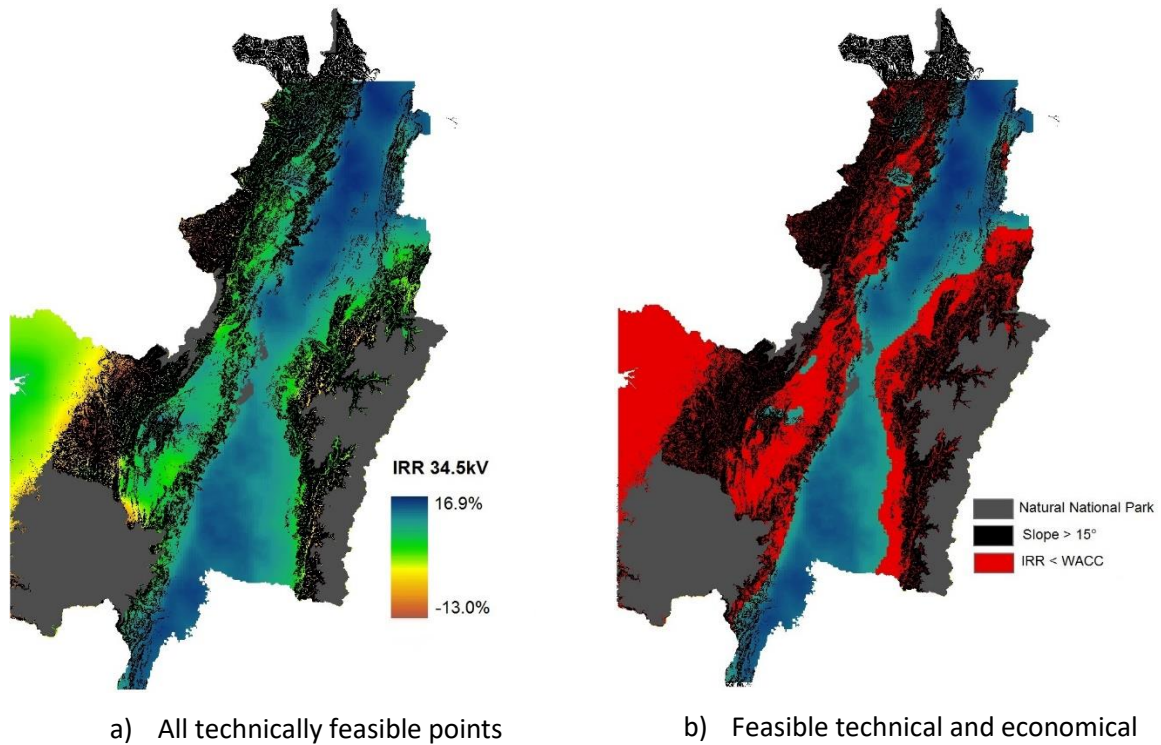 IRR 34.5kV
16.9%
-13.0%
Natural National Park
Slope > 15°
IRR < WACC
a) All technically feasible points
b) Feasible technical and economical